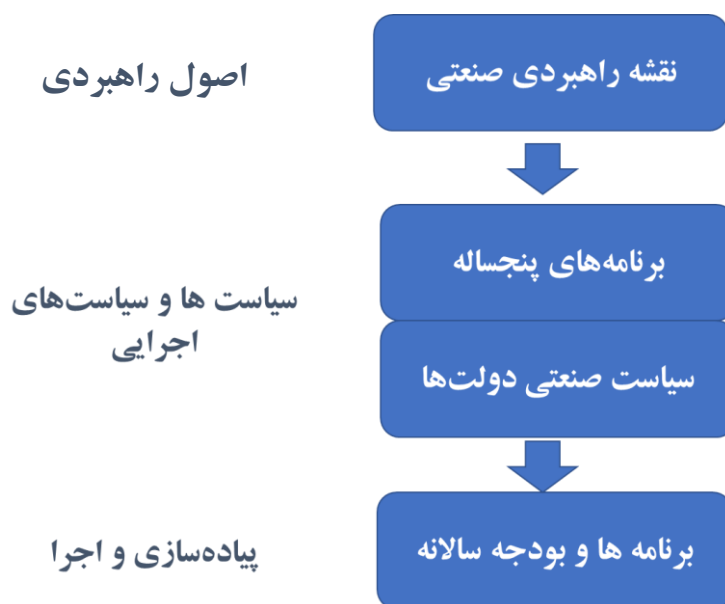 نقشه راهبردی صنعتی
اصول راهبردی
برنامه‌های پنجساله
سیاست صنعتی دولت‌ها
سیاست ها و سیاست‌های
اجرایی
برنامه ها و بودجه سالانه
پیاده‌سازی و اجرا